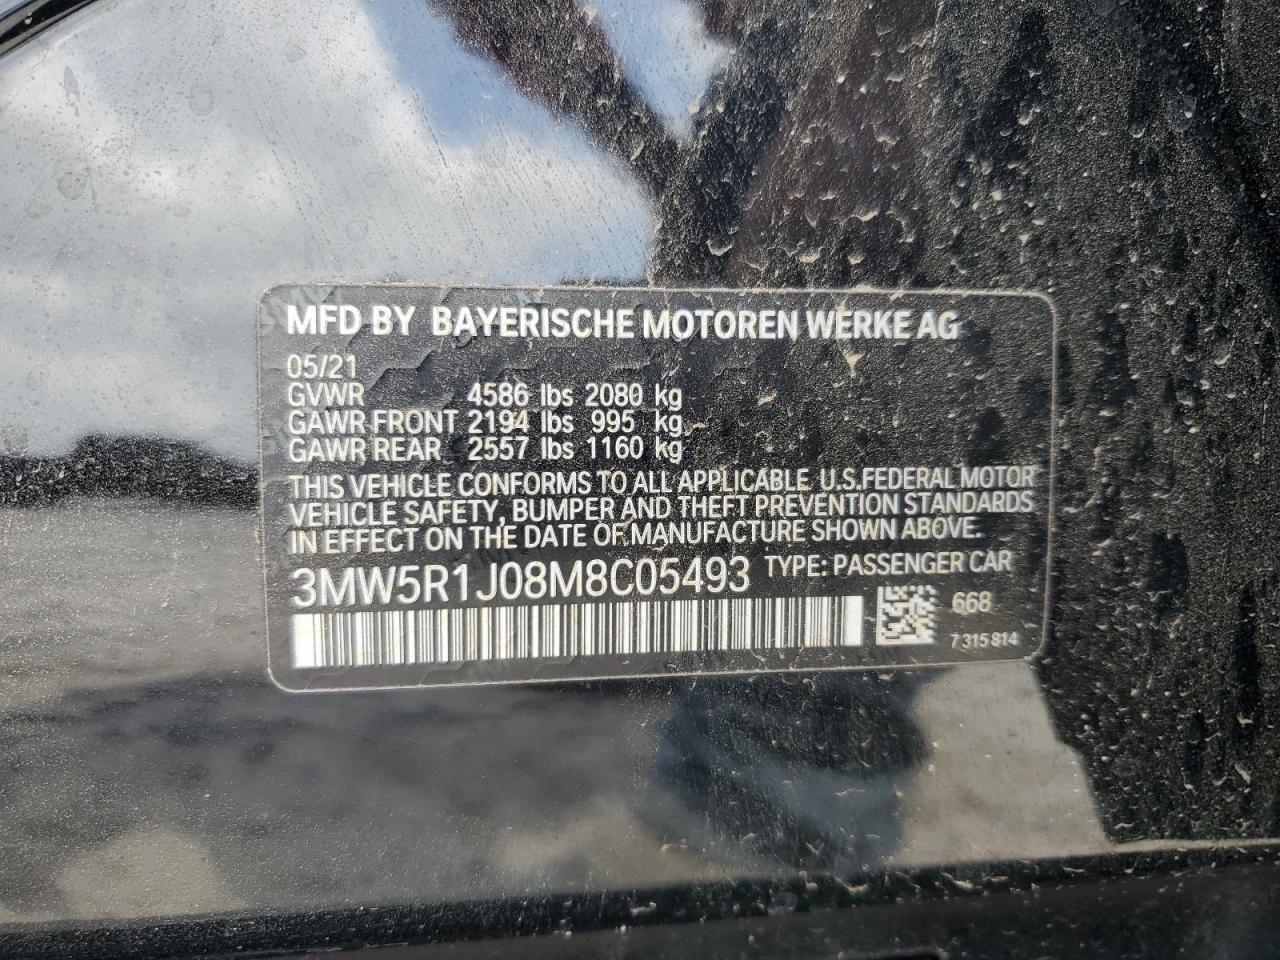 MFD BY BAYERISCHE MOTOREN WERKE AG
05/21
GVWR 4586 lbs 2080 kg
GAWR FRONT 2194 lbs 995 kg
GAWR REAR 2557 lbs 1160 kg
THIS VEHICLE CONFORMS TO ALL APPLICABLE U.S.FEDERAL MOTOR
VEHICLE SAFETY, BUMPER AND THEFT PREVENTION STANDARDS
IN EFFECT ON THE DATE OF MANUFACTURE SHOWN ABOVE.
3MW5R1J08M8C05493 TYPE: PASSENGER CAR
668
7 315 814